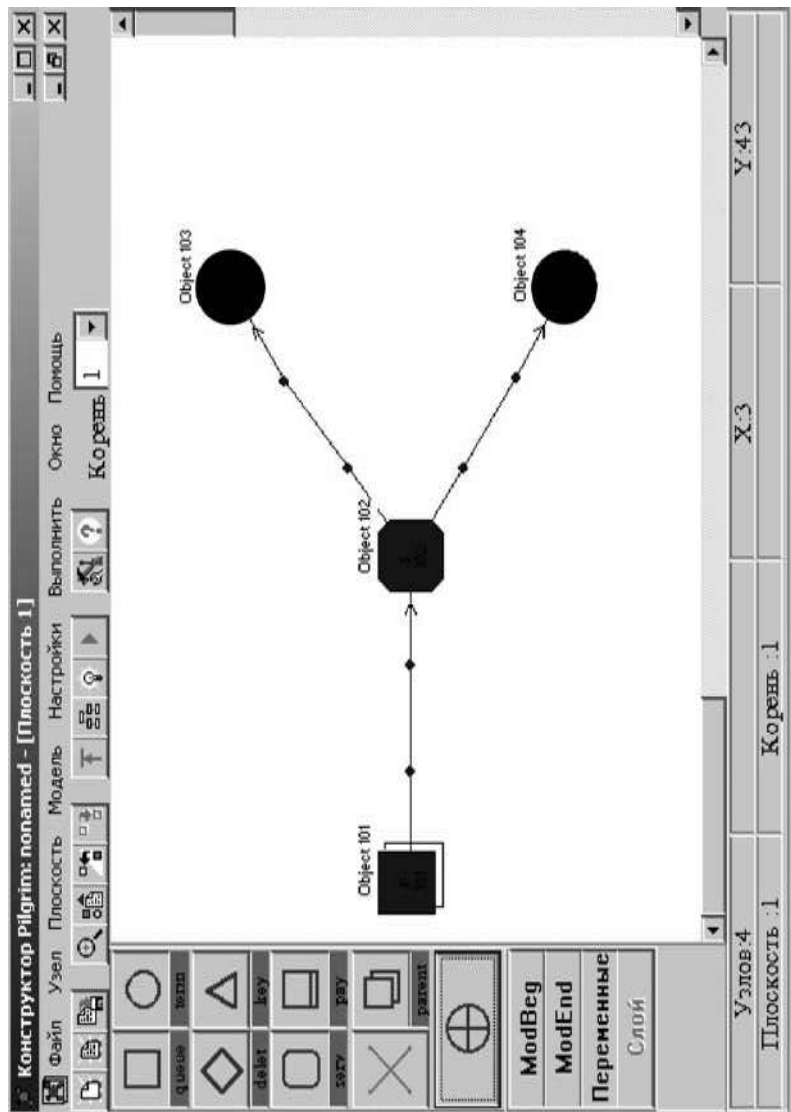 Конструктор Pilgrim: nonamed - [Плоскость 1]
Файл Узел Плоскость Модель Настройки Выполнить Окно Помощь
Корень 1
queue term
delet key
serv pay
parent
ModBeg
ModEnd
Переменные
Слой
Object 101
Object 102
Object 103
Object 104
Узлов:4 X:3 Y:43
Плоскость :1 Корень :1